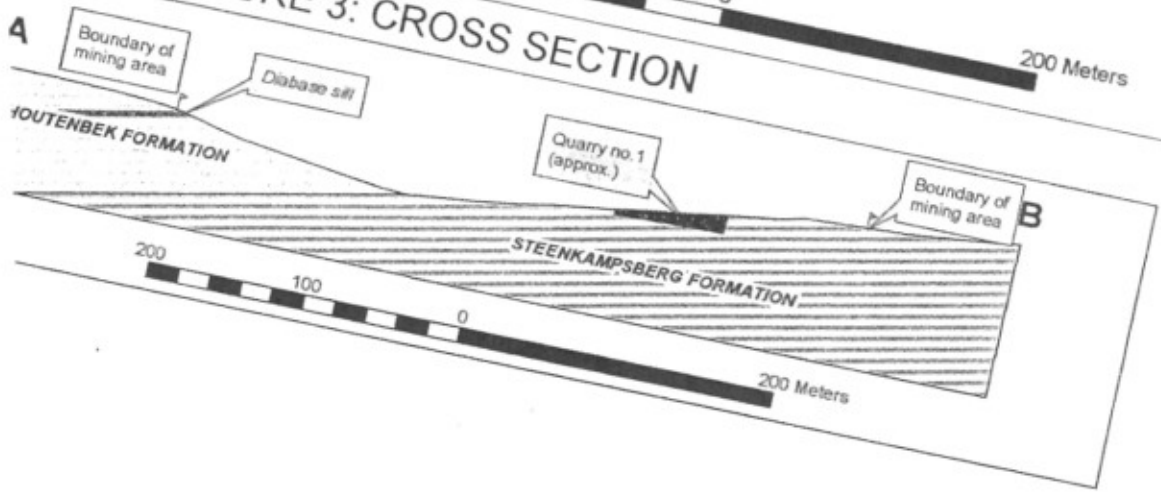 200 Meters
3: CROSS SECTION
A
Boundary of
mining area
Diabase sill
HOUTENBEK FORMATION
Quarry no.1
(approx.)
Boundary of
mining area
B
STEENKAMPSBERG FORMATION
200
100
0
200 Meters